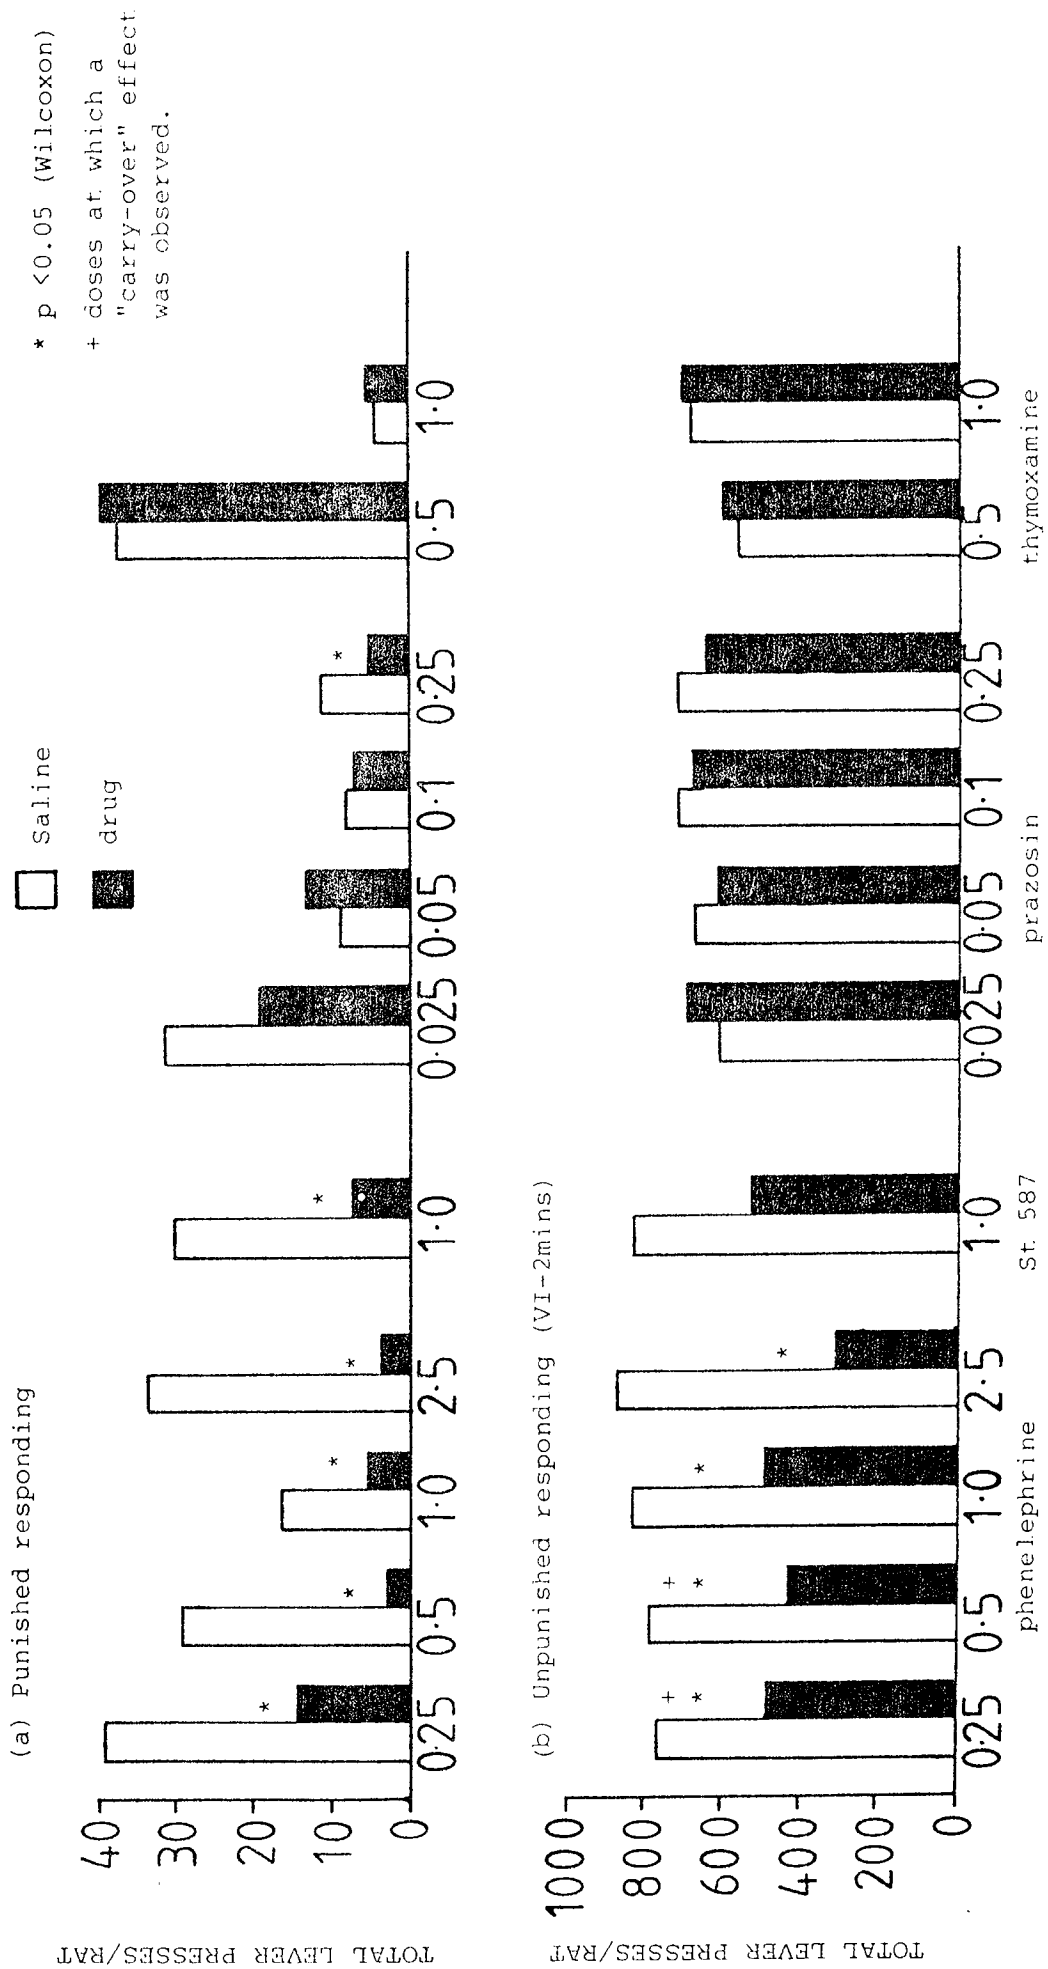 (a) Punished responding
Saline
drug
* p <0.05 (Wilcoxon)
+ doses at which a
"carry-over" effect
was observed.
TOTAL LEVER PRESSES/RAT
40
30
20
10
0
* * * * * *
0·25 0·5 1·0 2·5 1·0 0·025 0·05 0·1 0·25 0·5 1·0
(b) Unpunished responding (VI-2mins)
TOTAL LEVER PRESSES/RAT
1000
800
600
400
200
0
+ +
* * * *
0·25 0·5 1·0 2·5 1·0 0·025 0·05 0·1 0·25 0·5 1·0
phenelephrine St. 587 prazosin thymoxamine